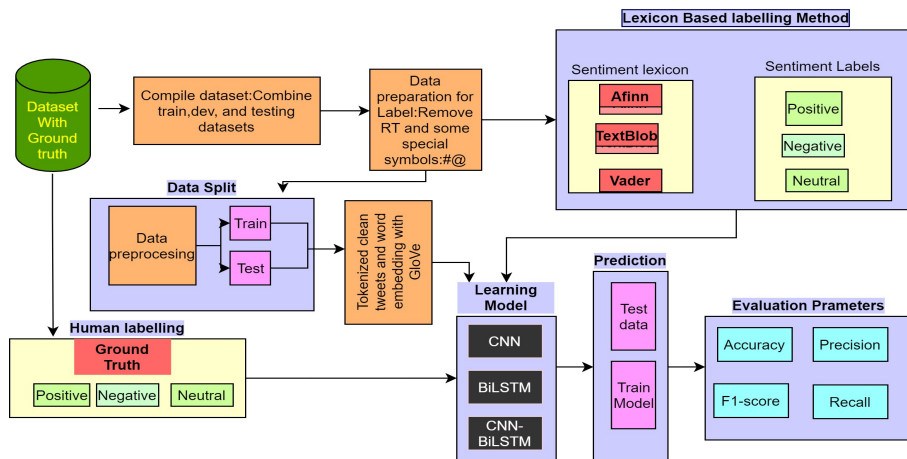 Lexicon Based labelling Method
Dataset
With
Ground
truth
Compile dataset:Combine
train,dev, and testing
datasets
Data
preparation for
Label:Remove
RT and some
special
symbols:#@
Sentiment lexicon
Afinn
TextBlob
Vader
Sentiment Labels
Positive
Negative
Neutral
Data Split
Data
preprocesing
Train
Test
Tokenized clean
tweets and word
embedding with
GloVe
Learning
Model
CNN
BiLSTM
CNN-
BiLSTM
Prediction
Test
data
Train
Model
Evaluation Prameters
Accuracy
Precision
F1-score
Recall
Human labelling
Ground
Truth
Positive
Negative
Neutral